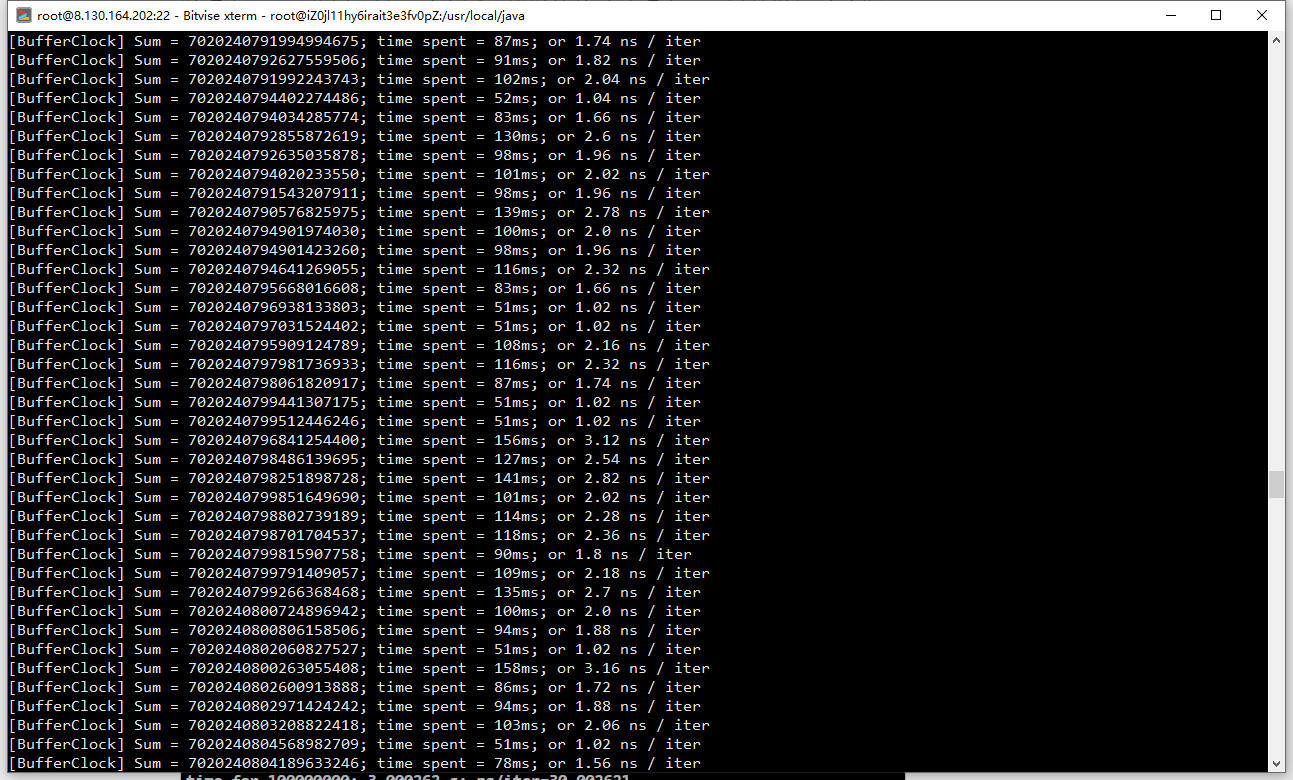 root@8.130.164.202:22 - Bitvise xterm - root@iZ0jl11hy6irait3e3fv0pZ:/usr/local/java
[BufferClock] Sum = 7020240791994994675; time spent = 87ms; or 1.74 ns / iter
[BufferClock] Sum = 7020240792627559506; time spent = 91ms; or 1.82 ns / iter
[BufferClock] Sum = 7020240791992243743; time spent = 102ms; or 2.04 ns / iter
[BufferClock] Sum = 7020240794402274486; time spent = 52ms; or 1.04 ns / iter
[BufferClock] Sum = 7020240794034285774; time spent = 83ms; or 1.66 ns / iter
[BufferClock] Sum = 7020240792855872619; time spent = 130ms; or 2.6 ns / iter
[BufferClock] Sum = 7020240792635035878; time spent = 98ms; or 1.96 ns / iter
[BufferClock] Sum = 7020240794020233550; time spent = 101ms; or 2.02 ns / iter
[BufferClock] Sum = 7020240791543207911; time spent = 98ms; or 1.96 ns / iter
[BufferClock] Sum = 7020240790576825975; time spent = 139ms; or 2.78 ns / iter
[BufferClock] Sum = 7020240794901974030; time spent = 100ms; or 2.0 ns / iter
[BufferClock] Sum = 7020240794901423260; time spent = 98ms; or 1.96 ns / iter
[BufferClock] Sum = 7020240794641269055; time spent = 116ms; or 2.32 ns / iter
[BufferClock] Sum = 7020240795668016608; time spent = 83ms; or 1.66 ns / iter
[BufferClock] Sum = 7020240796938133803; time spent = 51ms; or 1.02 ns / iter
[BufferClock] Sum = 7020240797031524402; time spent = 51ms; or 1.02 ns / iter
[BufferClock] Sum = 7020240795909124789; time spent = 108ms; or 2.16 ns / iter
[BufferClock] Sum = 7020240797981736933; time spent = 116ms; or 2.32 ns / iter
[BufferClock] Sum = 7020240798061820917; time spent = 87ms; or 1.74 ns / iter
[BufferClock] Sum = 7020240799441307175; time spent = 51ms; or 1.02 ns / iter
[BufferClock] Sum = 7020240799512446246; time spent = 51ms; or 1.02 ns / iter
[BufferClock] Sum = 7020240796841254400; time spent = 156ms; or 3.12 ns / iter
[BufferClock] Sum = 7020240798486139695; time spent = 127ms; or 2.54 ns / iter
[BufferClock] Sum = 7020240798251898728; time spent = 141ms; or 2.82 ns / iter
[BufferClock] Sum = 7020240799851649690; time spent = 101ms; or 2.02 ns / iter
[BufferClock] Sum = 7020240798802739189; time spent = 114ms; or 2.28 ns / iter
[BufferClock] Sum = 7020240798701704537; time spent = 118ms; or 2.36 ns / iter
[BufferClock] Sum = 7020240799815907758; time spent = 90ms; or 1.8 ns / iter
[BufferClock] Sum = 7020240799791409057; time spent = 109ms; or 2.18 ns / iter
[BufferClock] Sum = 7020240799266368468; time spent = 135ms; or 2.7 ns / iter
[BufferClock] Sum = 7020240800724896942; time spent = 100ms; or 2.0 ns / iter
[BufferClock] Sum = 7020240800806158506; time spent = 94ms; or 1.88 ns / iter
[BufferClock] Sum = 7020240802060827527; time spent = 51ms; or 1.02 ns / iter
[BufferClock] Sum = 7020240800263055408; time spent = 158ms; or 3.16 ns / iter
[BufferClock] Sum = 7020240802600913888; time spent = 86ms; or 1.72 ns / iter
[BufferClock] Sum = 7020240802971424242; time spent = 94ms; or 1.88 ns / iter
[BufferClock] Sum = 7020240803208822418; time spent = 103ms; or 2.06 ns / iter
[BufferClock] Sum = 7020240804568982709; time spent = 51ms; or 1.02 ns / iter
[BufferClock] Sum = 7020240804189633246; time spent = 78ms; or 1.56 ns / iter